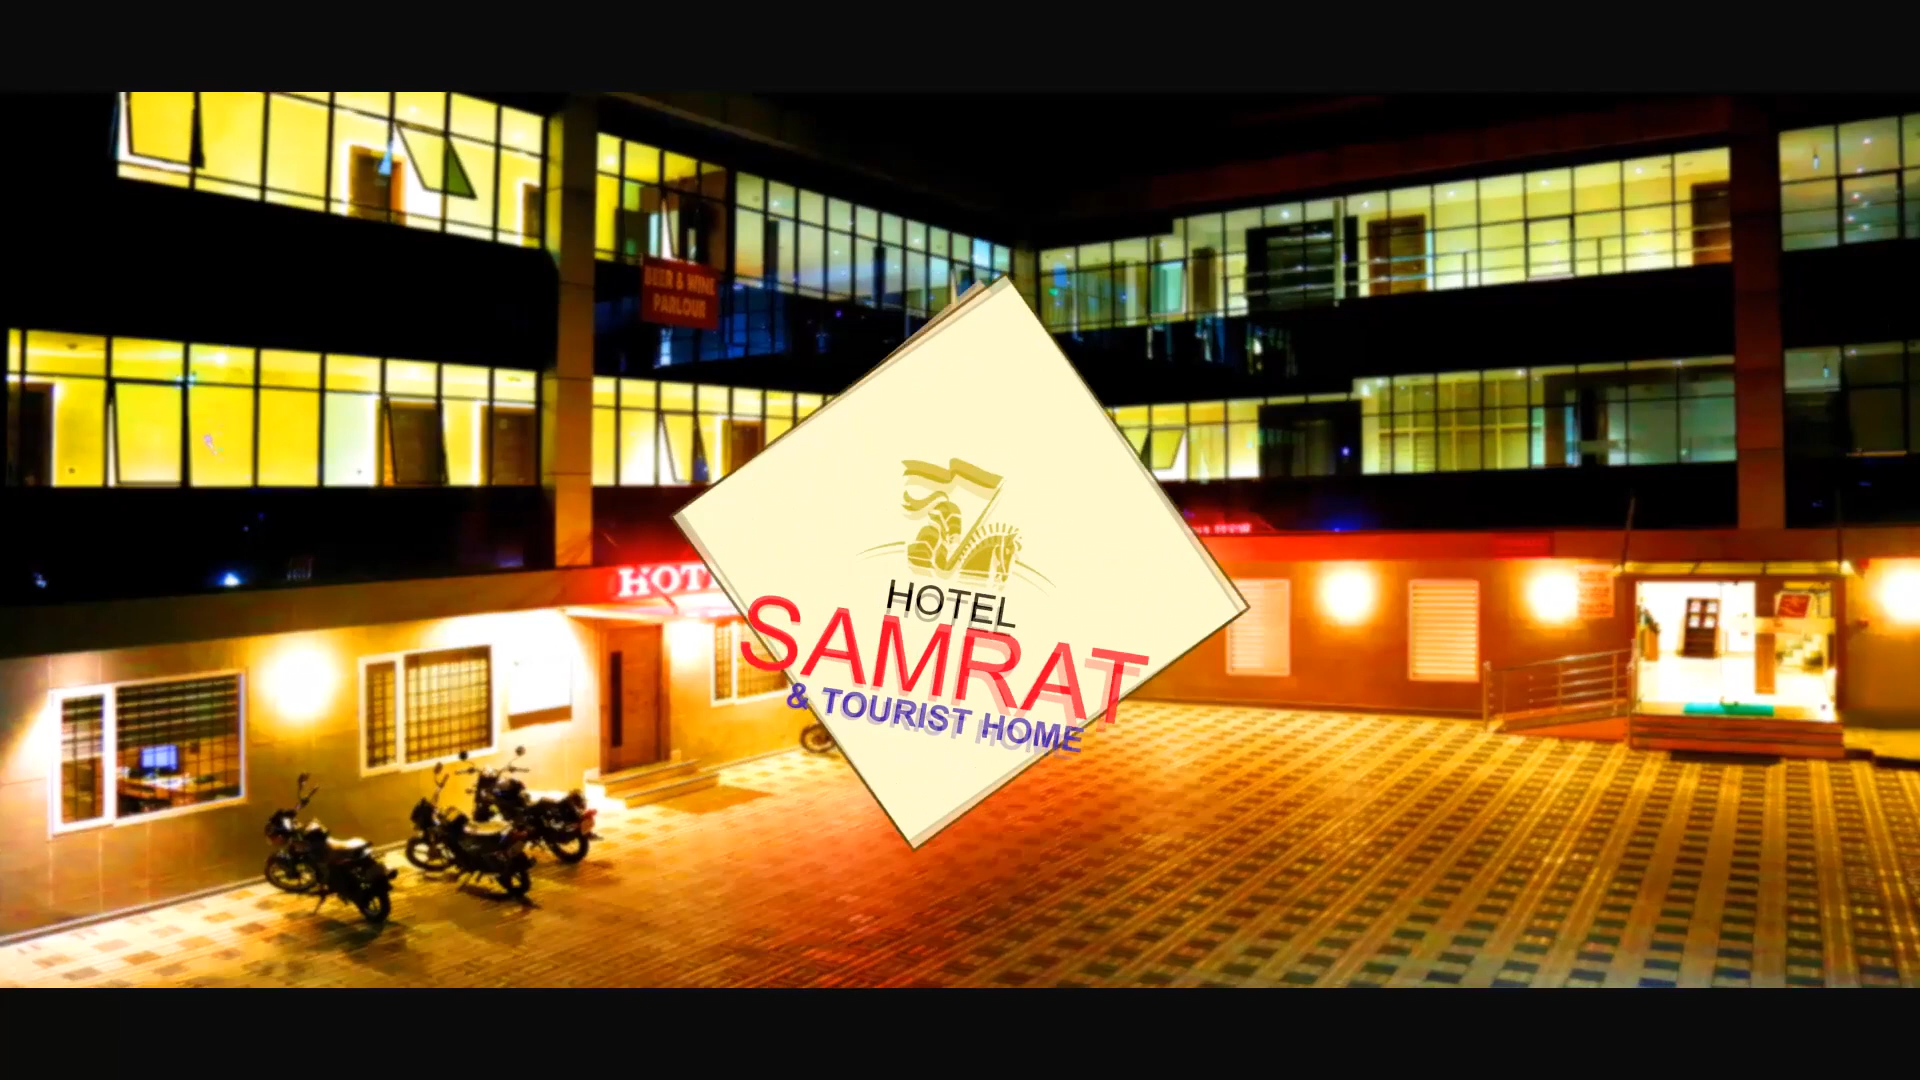 BEER & WINE
PARLOUR
HOTEL
SAMRAT
& TOURIST HOME
HOT